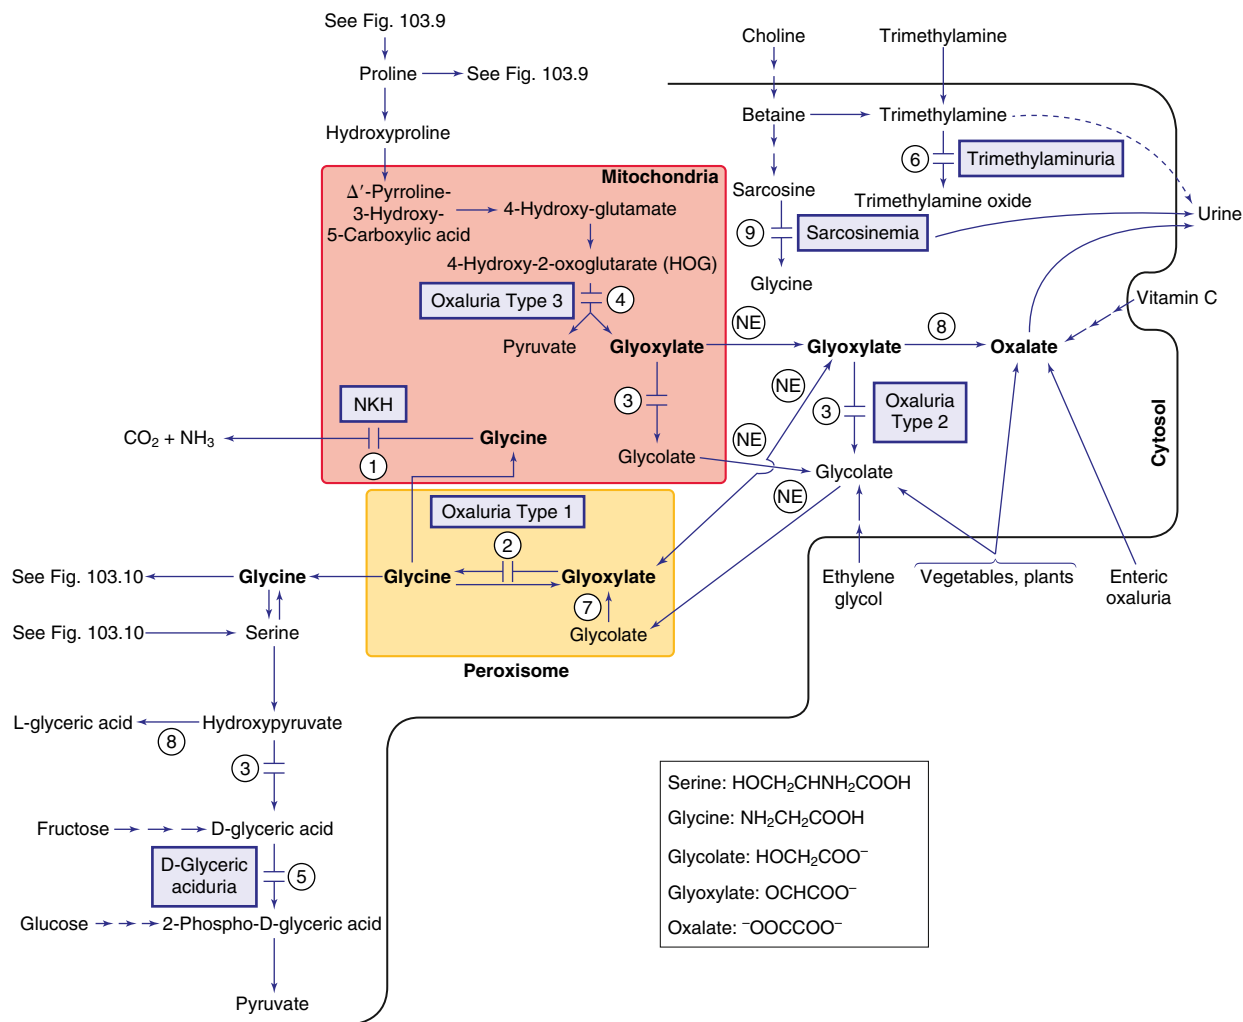 See Fig. 103.9
Proline
See Fig. 103.9
Hydroxyproline
Choline
Trimethylamine
Betaine
Trimethylamine
6
Trimethylaminuria
Trimethylamine oxide
Sarcosine
9
Sarcosinemia
Glycine
Urine
Mitochondria
Δ′-Pyrroline-
3-Hydroxy-
5-Carboxylic acid
4-Hydroxy-glutamate
4-Hydroxy-2-oxoglutarate (HOG)
Oxaluria Type 3
4
Pyruvate
Glyoxylate
NE
Glyoxylate
8
Oxalate
Vitamin C
3
NE
3
Oxaluria
Type 2
NKH
CO₂ + NH₃
1
Glycine
Glycolate
NE
Glycolate
NE
Cytosol
Oxaluria Type 1
2
See Fig. 103.10
Glycine
Glycine
Glyoxylate
7
Glycolate
Peroxisome
Ethylene
glycol
Vegetables, plants
Enteric
oxaluria
See Fig. 103.10
Serine
L-glyceric acid
8
Hydroxypyruvate
3
Fructose
D-glyceric acid
D-Glyceric
aciduria
5
Glucose
2-Phospho-D-glyceric acid
Pyruvate
Serine: HOCH₂CHNH₂COOH
Glycine: NH₂CH₂COOH
Glycolate: HOCH₂COO⁻
Glyoxylate: OCHCOO⁻
Oxalate: ⁻OOCCOO⁻